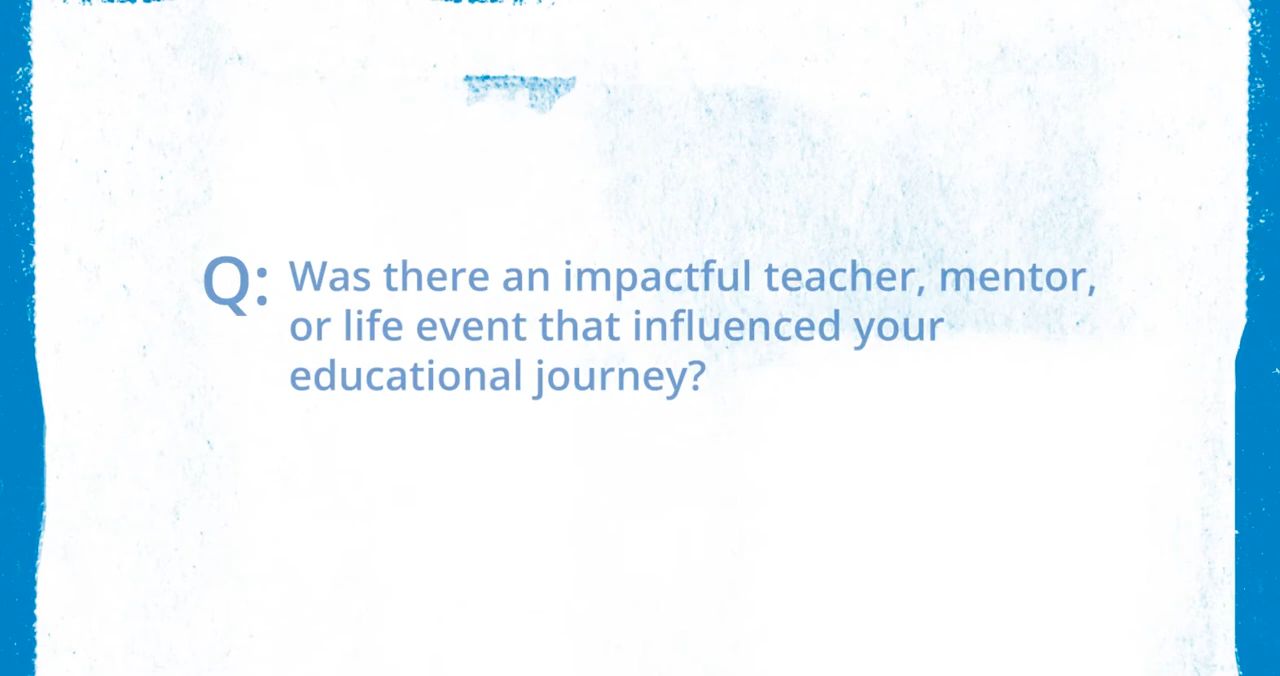 Q: Was there an impactful teacher, mentor,
or life event that influenced your
educational journey?